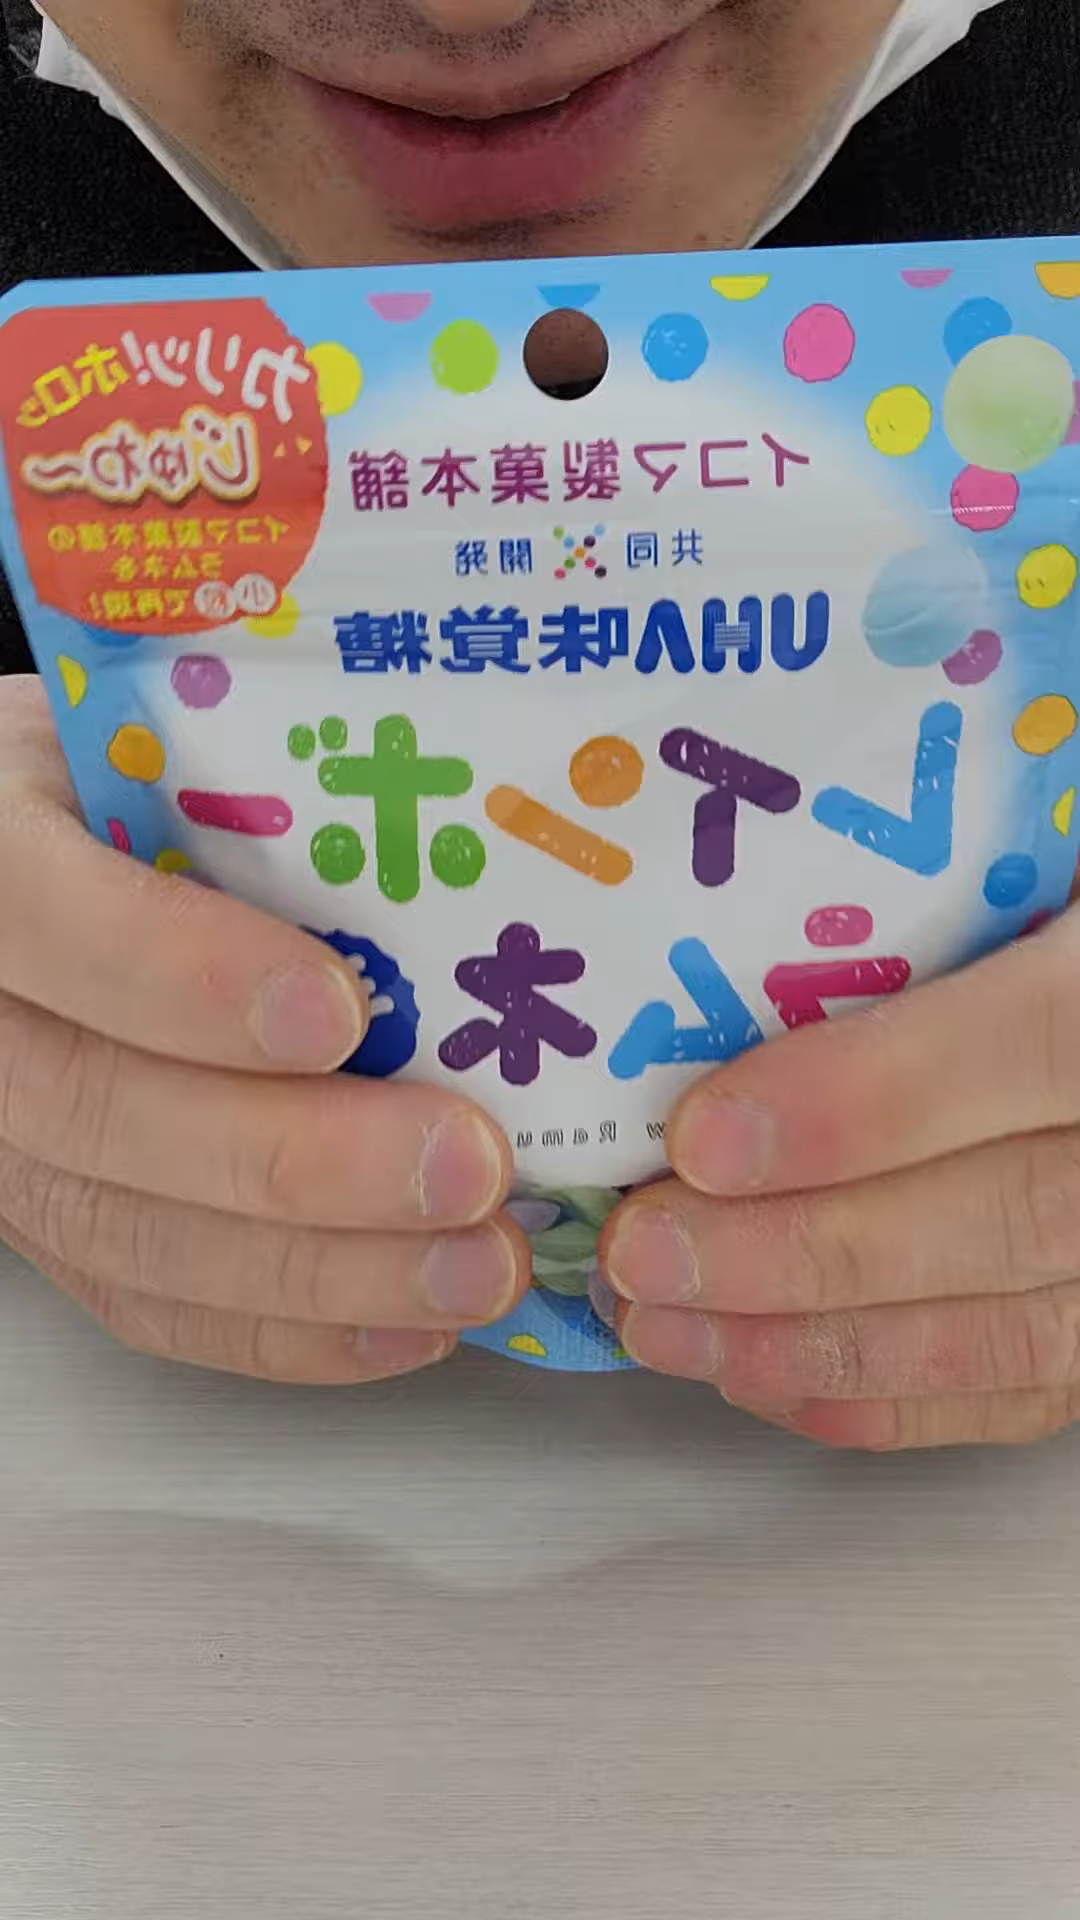 カリッ!ホロッ
じゅわ〜
イコマ製菓本舗の
ラムネを
小粒で再現!
イコマ製菓本舗
共同×開発
UHA味覚糖
レインボー
ラムネ
w Ramu